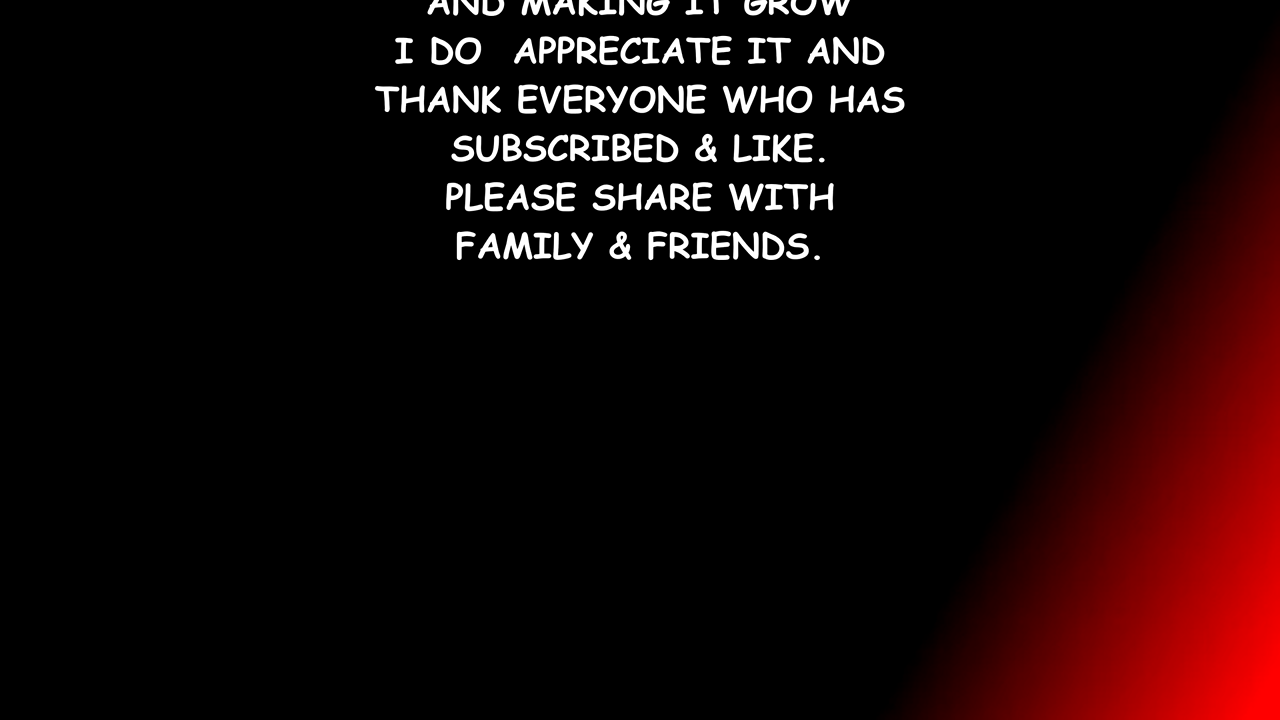 AND MAKING IT GROW
I DO  APPRECIATE IT AND
THANK EVERYONE WHO HAS
SUBSCRIBED & LIKE.
PLEASE SHARE WITH
FAMILY & FRIENDS.